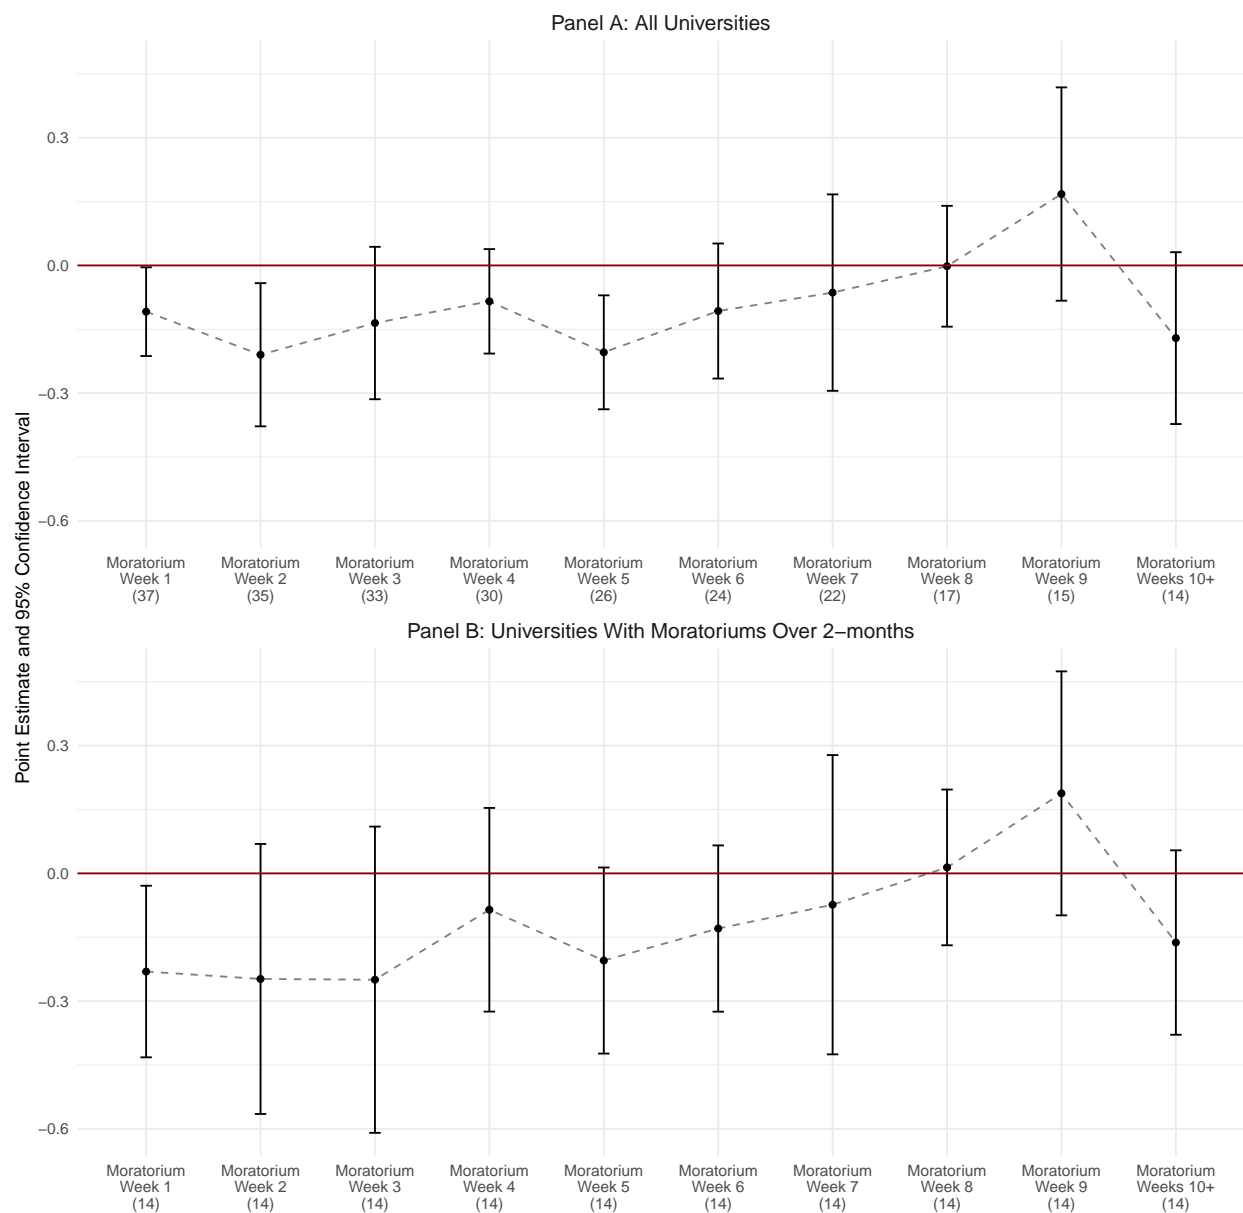 Panel A: All Universities
Point Estimate and 95% Confidence Interval
0.3
0.0
−0.3
−0.6
Moratorium Moratorium Moratorium Moratorium Moratorium Moratorium Moratorium Moratorium Moratorium Moratorium
Week 1 Week 2 Week 3 Week 4 Week 5 Week 6 Week 7 Week 8 Week 9 Weeks 10+
(37) (35) (33) (30) (26) (24) (22) (17) (15) (14)
Panel B: Universities With Moratoriums Over 2−months
0.3
0.0
−0.3
−0.6
Moratorium Moratorium Moratorium Moratorium Moratorium Moratorium Moratorium Moratorium Moratorium Moratorium
Week 1 Week 2 Week 3 Week 4 Week 5 Week 6 Week 7 Week 8 Week 9 Weeks 10+
(14) (14) (14) (14) (14) (14) (14) (14) (14) (14)